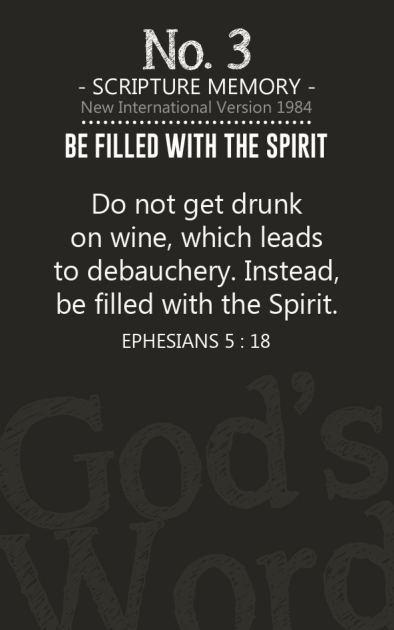 No. 3
- SCRIPTURE MEMORY -
New International Version 1984
BE FILLED WITH THE SPIRIT
Do not get drunk
on wine, which leads
to debauchery. Instead,
be filled with the Spirit.
EPHESIANS 5 : 18
God's
Word